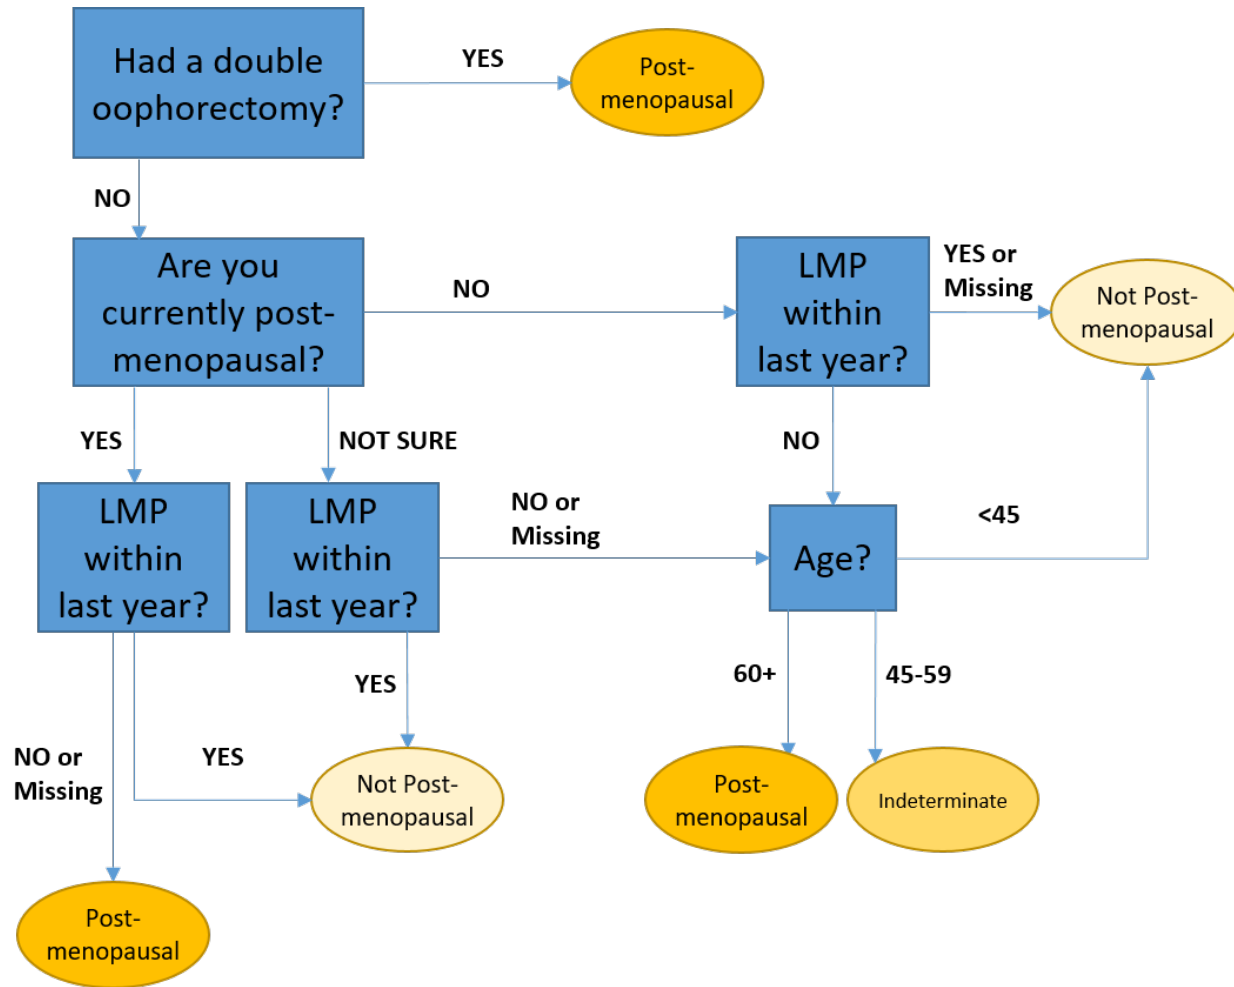 Had a double
oophorectomy?
YES
Post-
menopausal
NO
Are you
currently post-
menopausal?
NO
LMP
within
last year?
YES or
Missing
Not Post-
menopausal
YES
NOT SURE
NO
LMP
within
last year?
LMP
within
last year?
NO or
Missing
Age?
<45
YES
60+
45-59
NO or
Missing
YES
Not Post-
menopausal
Post-
menopausal
Indeterminate
Post-
menopausal